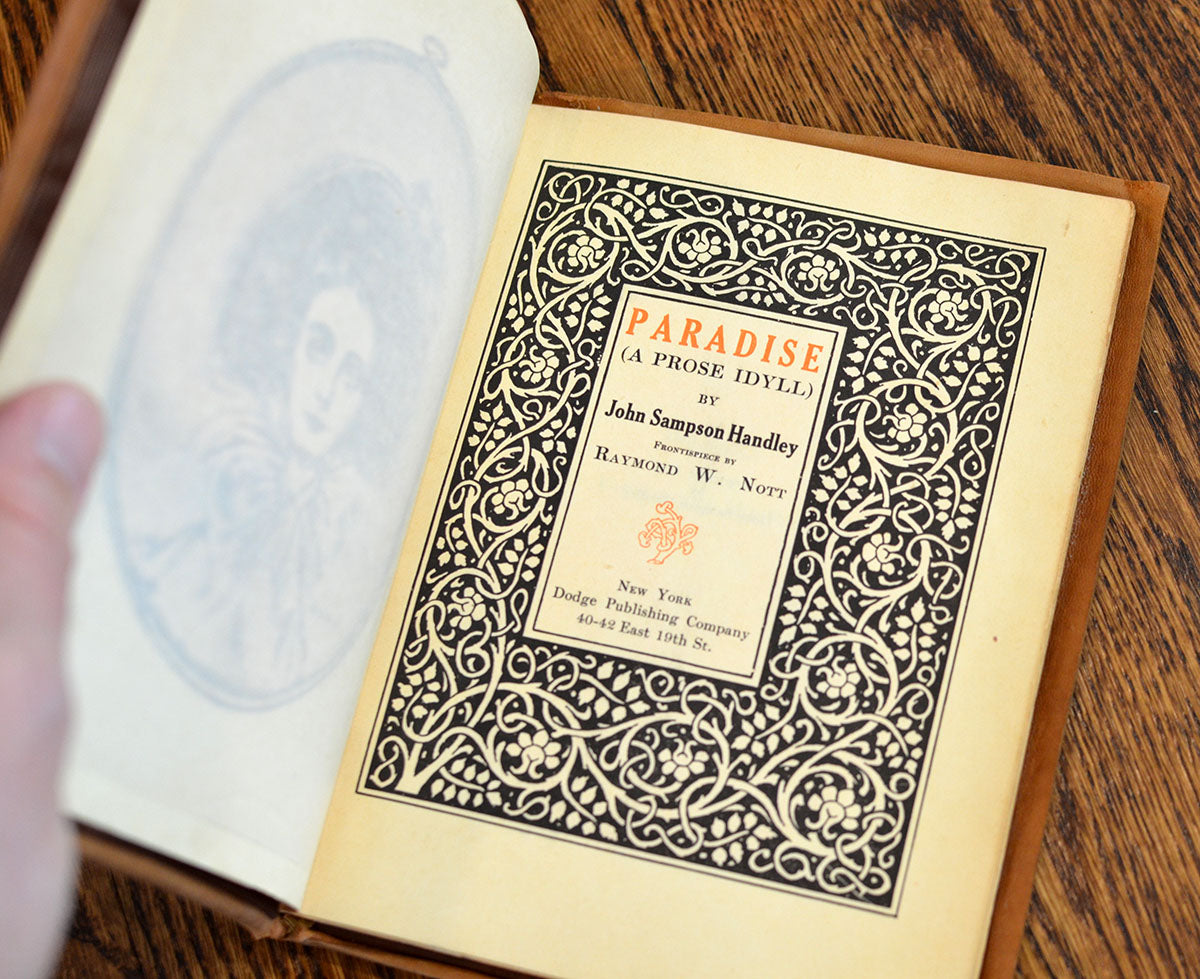 PARADISE
(A PROSE IDYLL)
BY
John Sampson Handley
FRONTISPIECE BY
RAYMOND W. NOTT
NEW YORK
Dodge Publishing Company
40-42 East 19th St.